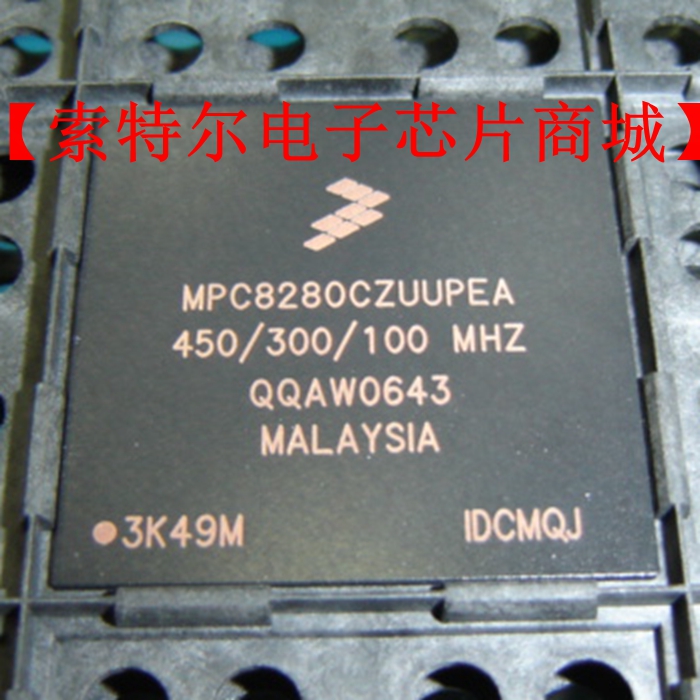 【索特尔电子芯片商城】
MPC8280CZUUPEA
450/300/100 MHZ
QQAW0643
MALAYSIA
3K49M
IDCMQJ